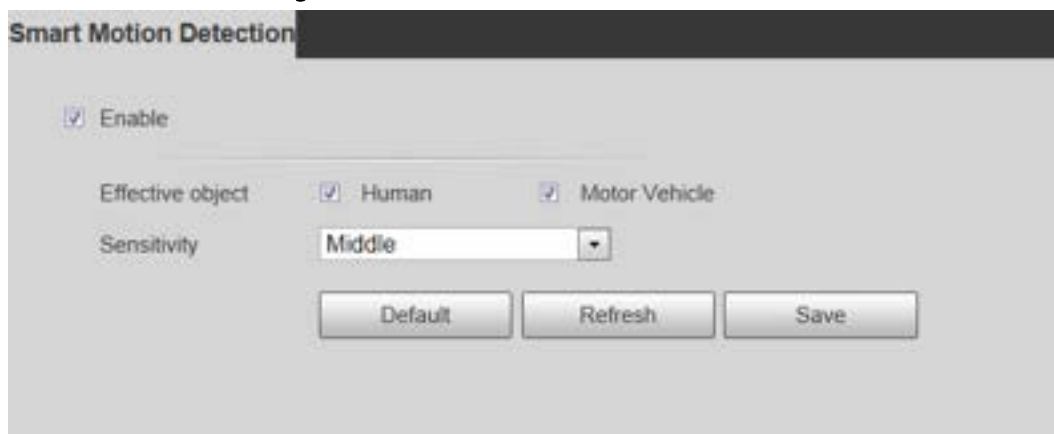 Smart Motion Detection
Enable
Effective object Human Motor Vehicle
Sensitivity Middle
Default Refresh Save